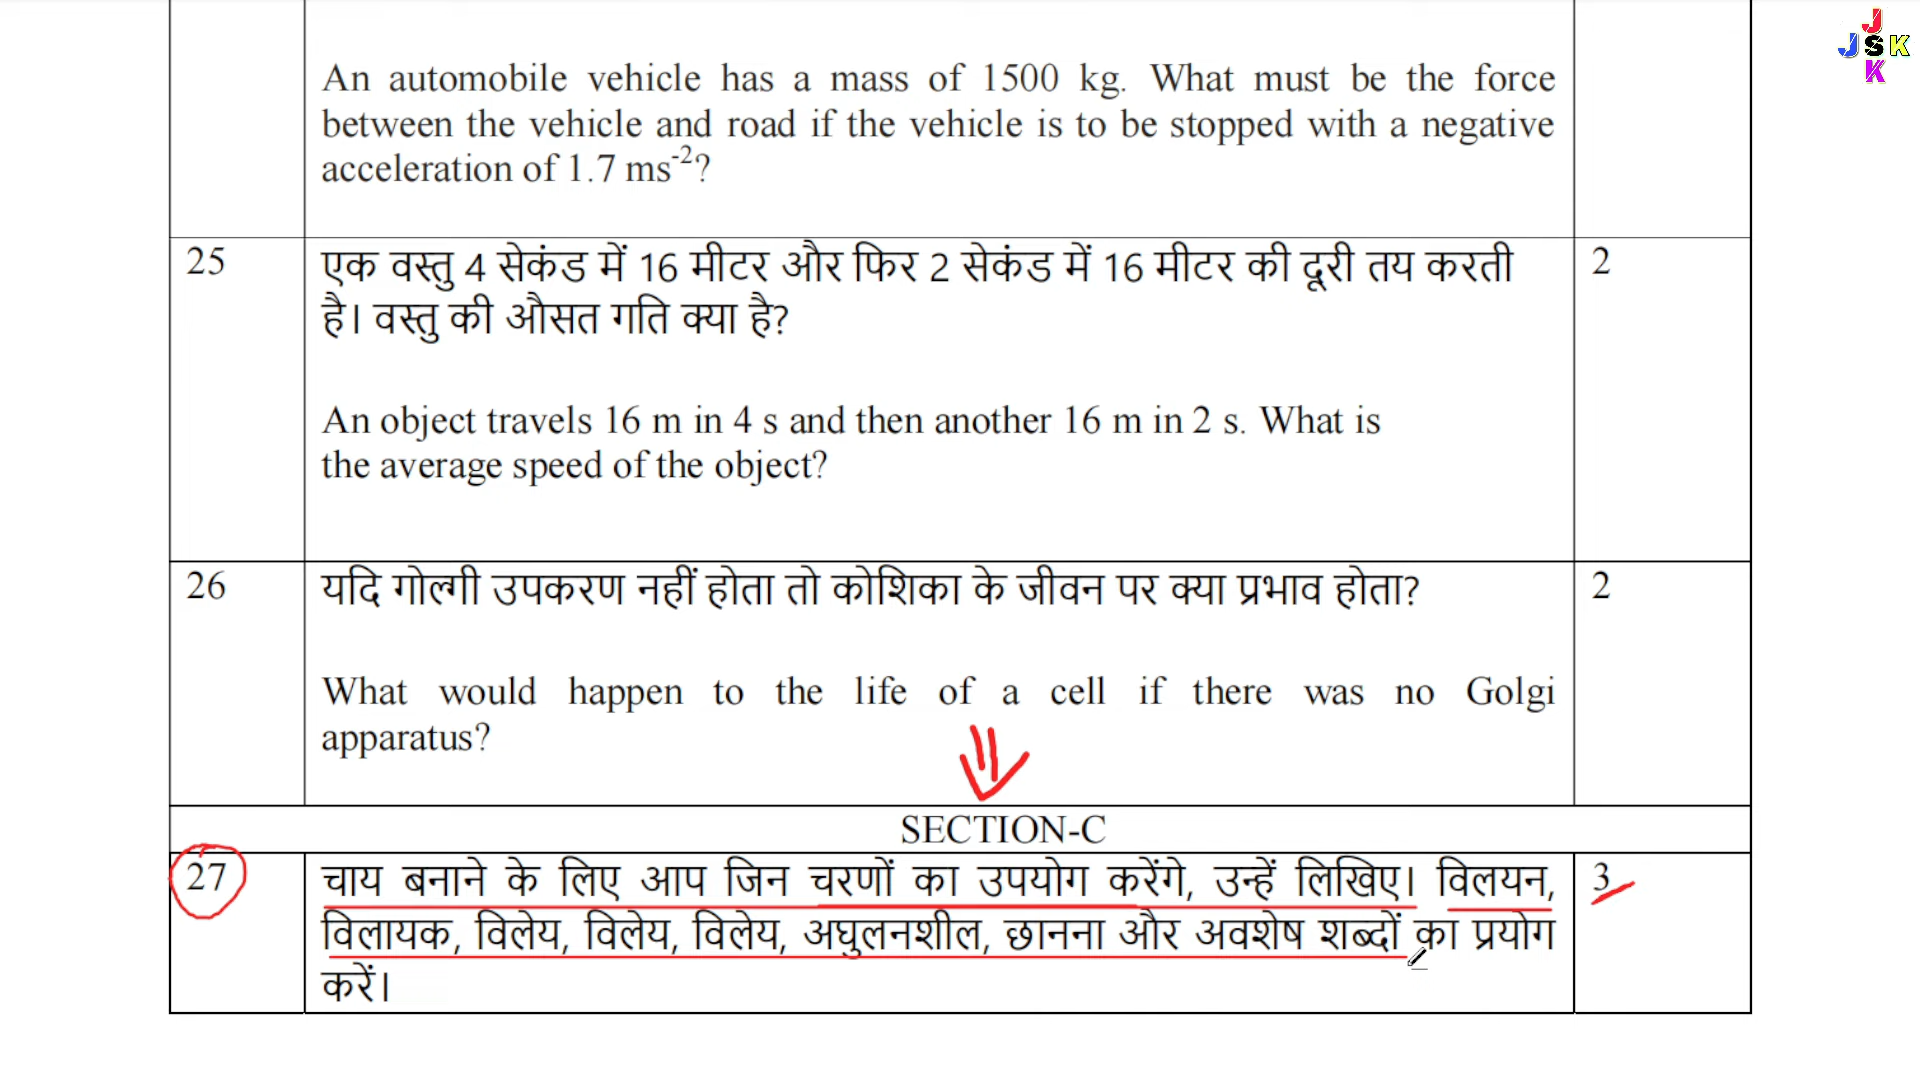 J
J S K
K
An automobile vehicle has a mass of 1500 kg. What must be the force
between the vehicle and road if the vehicle is to be stopped with a negative
acceleration of 1.7 ms⁻²?
25
एक वस्तु 4 सेकंड में 16 मीटर और फिर 2 सेकंड में 16 मीटर की दूरी तय करती
2
है। वस्तु की औसत गति क्या है?
An object travels 16 m in 4 s and then another 16 m in 2 s. What is
the average speed of the object?
26
यदि गोल्गी उपकरण नहीं होता तो कोशिका के जीवन पर क्या प्रभाव होता?
2
What would happen to the life of a cell if there was no Golgi
apparatus?
SECTION-C
27
चाय बनाने के लिए आप जिन चरणों का उपयोग करेंगे, उन्हें लिखिए। विलयन,
3
विलायक, विलेय, विलेय, विलेय, अघुलनशील, छानना और अवशेष शब्दों का प्रयोग
करें।